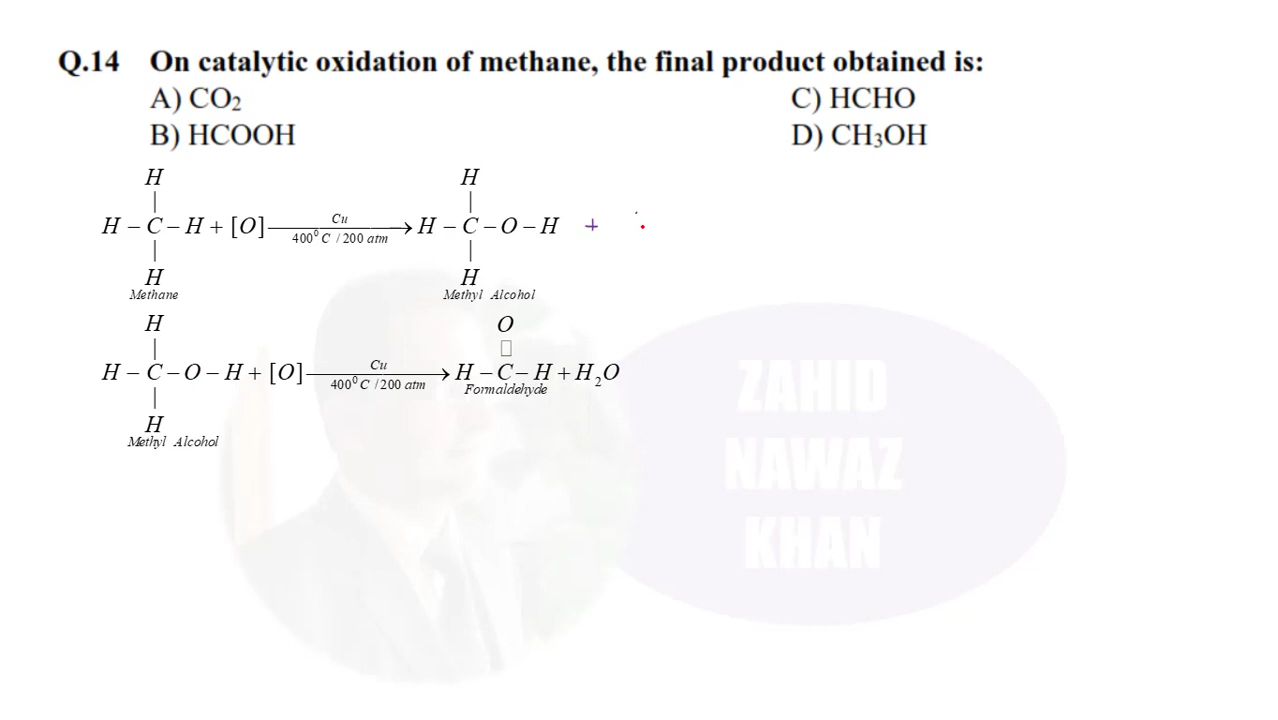 Q.14 On catalytic oxidation of methane, the final product obtained is:
A) CO₂ C) HCHO
B) HCOOH D) CH₃OH
H H
| |
H – C – H + [O] —Cu / 400⁰ C / 200 atm→ H – C – O – H +
| |
H H
Methane Methyl Alcohol
H O
| □
H – C – O – H + [O] —Cu / 400⁰ C / 200 atm→ H – C – H + H₂O
| Formaldehyde
H
Methyl Alcohol
ZAHID
NAWAZ
KHAN